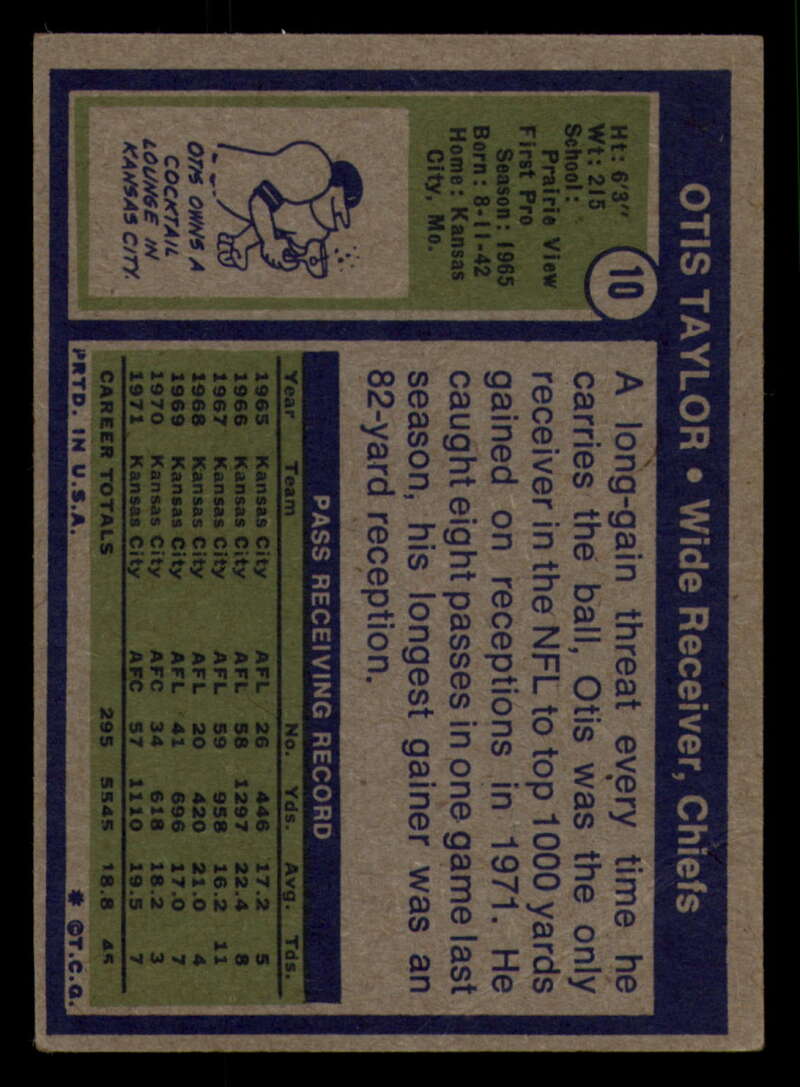 OTIS TAYLOR • Wide Receiver, Chiefs
10
Ht: 6'3"
Wt: 215
School:
Prairie View
First Pro
Season: 1965
Born: 8-11-42
Home: Kansas
City, Mo.
OTIS OWNS A
COCKTAIL
LOUNGE IN
KANSAS CITY.
A long-gain threat every time he
carries the ball, Otis was the only
receiver in the NFL to top 1000 yards
gained on receptions in 1971. He
caught eight passes in one game last
season, his longest gainer was an
82-yard reception.
PASS RECEIVING RECORD
Year Team No. Yds. Avg. Tds.
1965 Kansas City AFL 26 446 17.2 5
1966 Kansas City AFL 58 1297 22.4 8
1967 Kansas City AFL 59 958 16.2 11
1968 Kansas City AFL 20 420 21.0 4
1969 Kansas City AFL 41 696 17.0 7
1970 Kansas City AFC 34 618 18.2 3
1971 Kansas City AFC 57 1110 19.5 7
CAREER TOTALS 295 5545 18.8 45
PRTD. IN U.S.A.
* ©T.C.G.